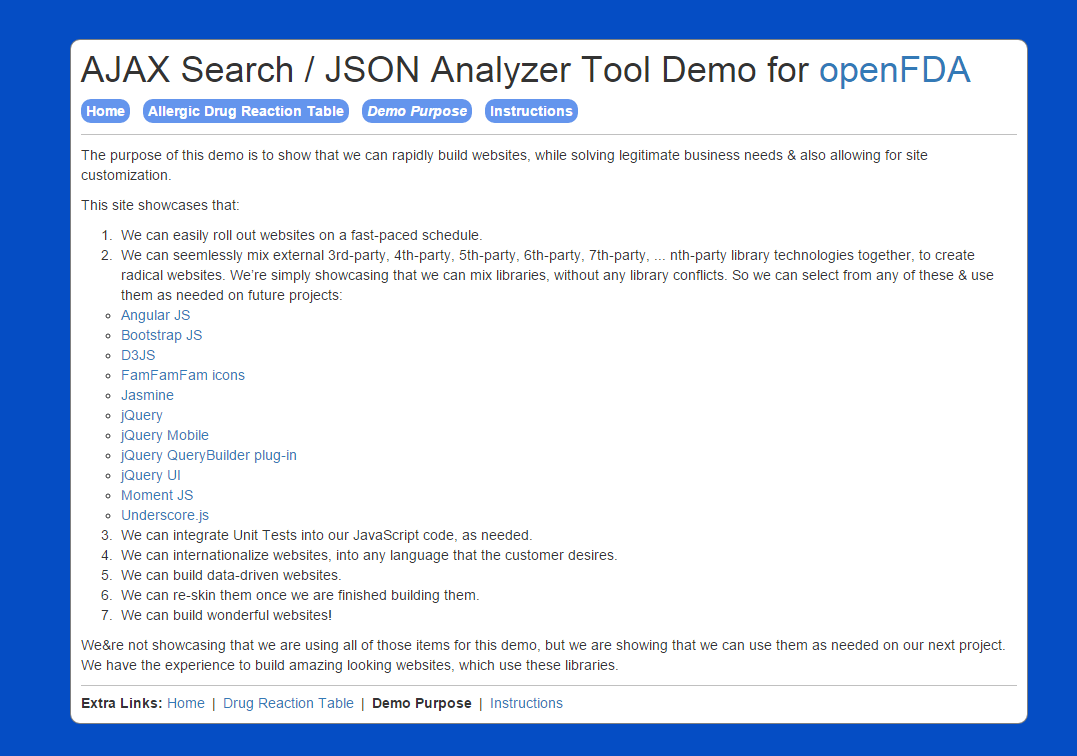 AJAX Search / JSON Analyzer Tool Demo for openFDA
Home Allergic Drug Reaction Table Demo Purpose Instructions
The purpose of this demo is to show that we can rapidly build websites, while solving legitimate business needs & also allowing for site
customization.
This site showcases that:
1. We can easily roll out websites on a fast-paced schedule.
2. We can seemlessly mix external 3rd-party, 4th-party, 5th-party, 6th-party, 7th-party, ... nth-party library technologies together, to create
radical websites. We're simply showcasing that we can mix libraries, without any library conflicts. So we can select from any of these & use
them as needed on future projects:
◦ Angular JS
◦ Bootstrap JS
◦ D3JS
◦ FamFamFam icons
◦ Jasmine
◦ jQuery
◦ jQuery Mobile
◦ jQuery QueryBuilder plug-in
◦ jQuery UI
◦ Moment JS
◦ Underscore.js
3. We can integrate Unit Tests into our JavaScript code, as needed.
4. We can internationalize websites, into any language that the customer desires.
5. We can build data-driven websites.
6. We can re-skin them once we are finished building them.
7. We can build wonderful websites!
We&re not showcasing that we are using all of those items for this demo, but we are showing that we can use them as needed on our next project.
We have the experience to build amazing looking websites, which use these libraries.
Extra Links: Home | Drug Reaction Table | Demo Purpose | Instructions